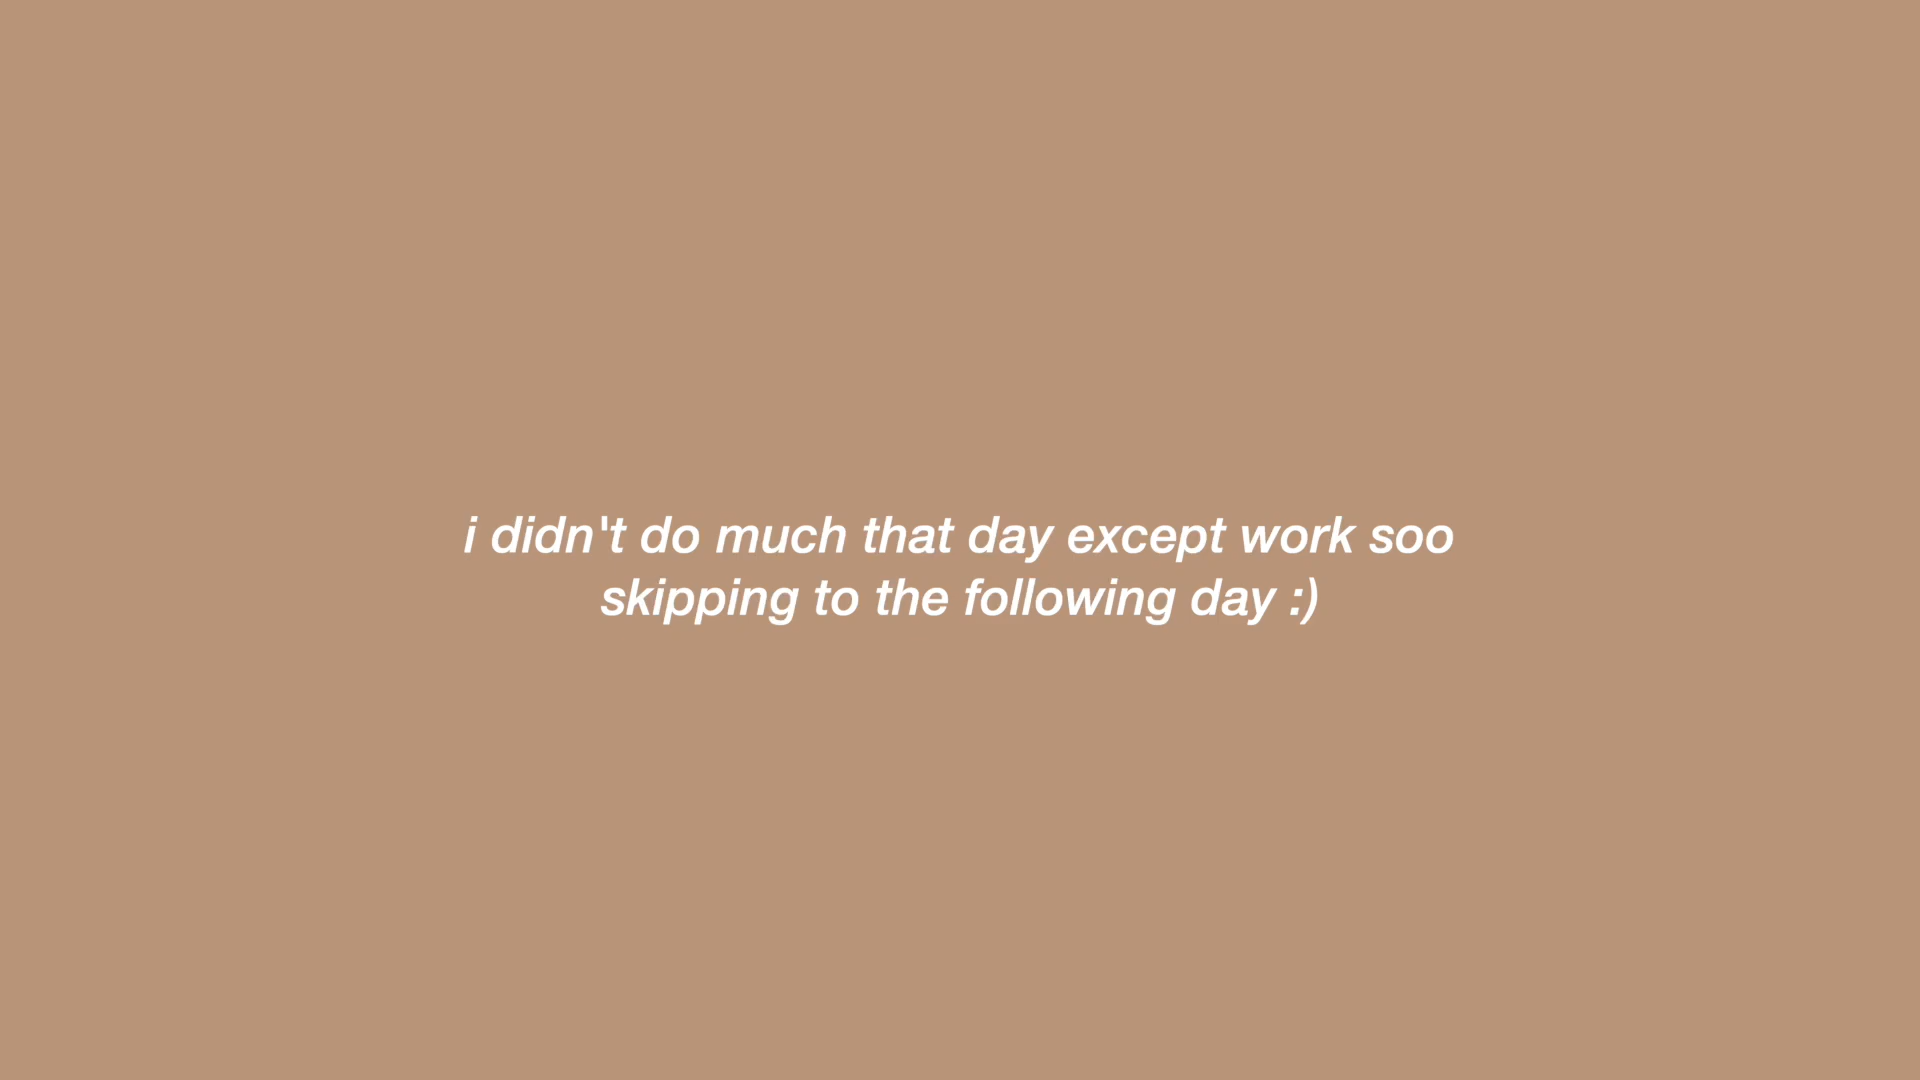 i didn't do much that day except work soo
skipping to the following day :)